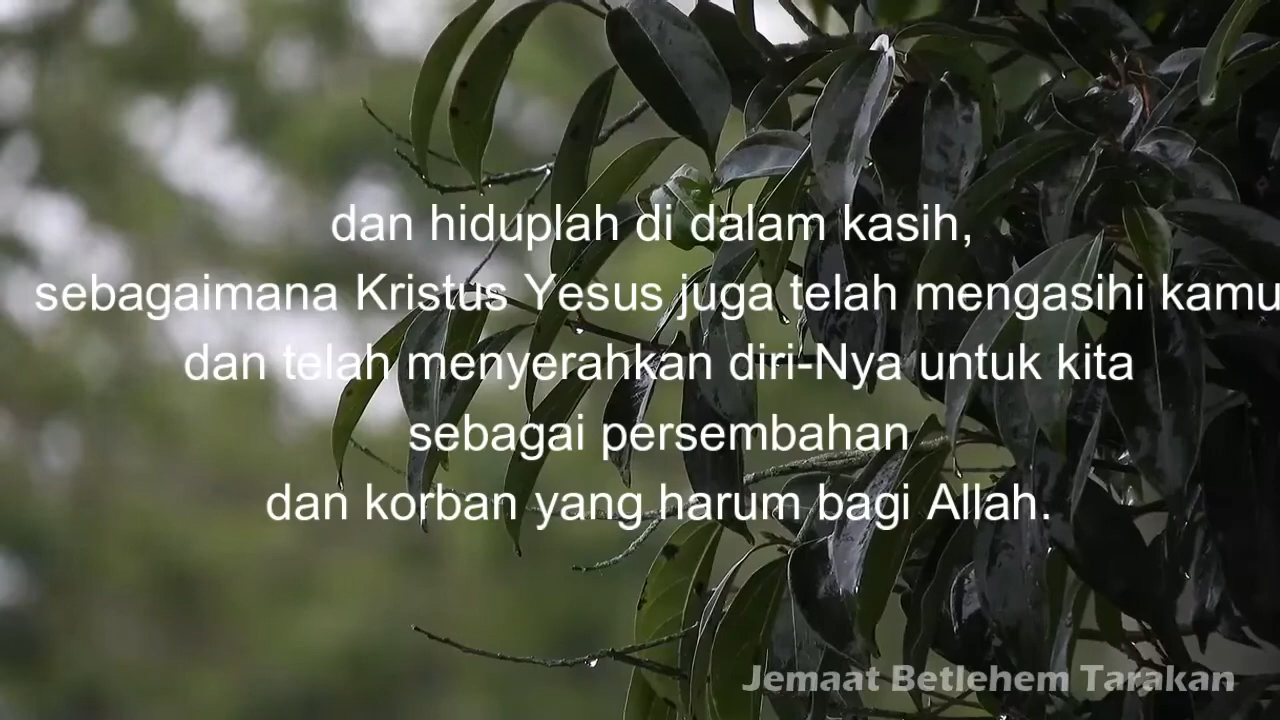 dan hiduplah di dalam kasih,
sebagaimana Kristus Yesus juga telah mengasihi kamu
dan telah menyerahkan diri-Nya untuk kita
sebagai persembahan
dan korban yang harum bagi Allah.
Jemaat Betlehem Tarakan